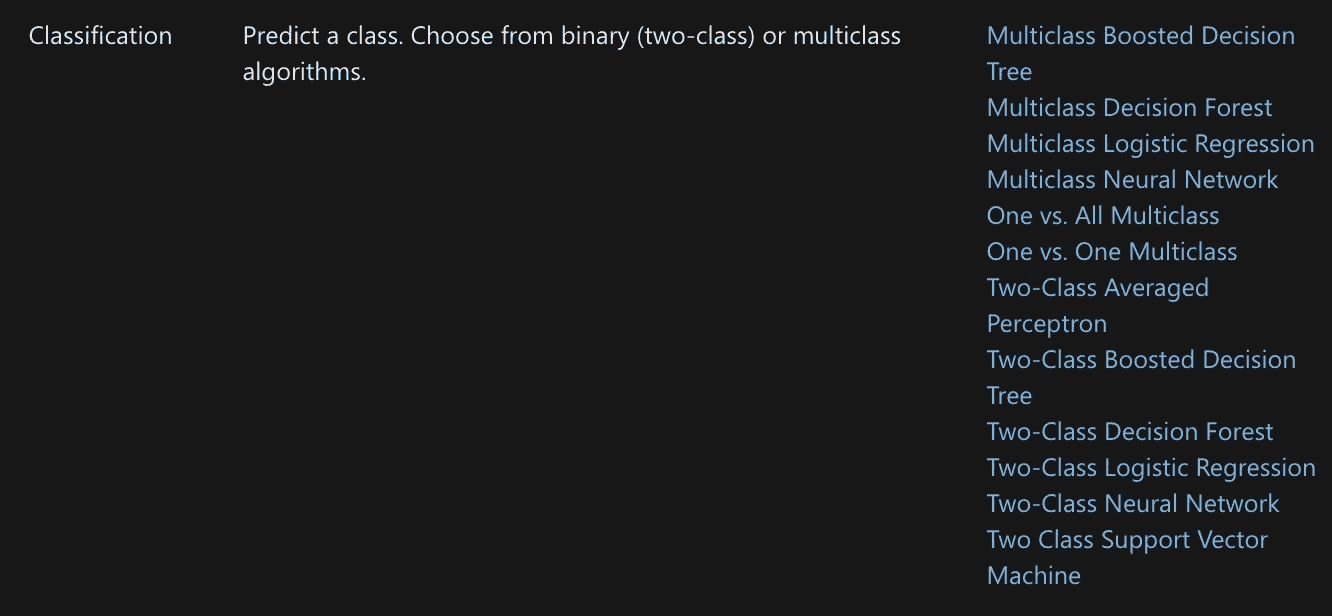 Classification
Predict a class. Choose from binary (two-class) or multiclass
algorithms.
Multiclass Boosted Decision
Tree
Multiclass Decision Forest
Multiclass Logistic Regression
Multiclass Neural Network
One vs. All Multiclass
One vs. One Multiclass
Two-Class Averaged
Perceptron
Two-Class Boosted Decision
Tree
Two-Class Decision Forest
Two-Class Logistic Regression
Two-Class Neural Network
Two Class Support Vector
Machine